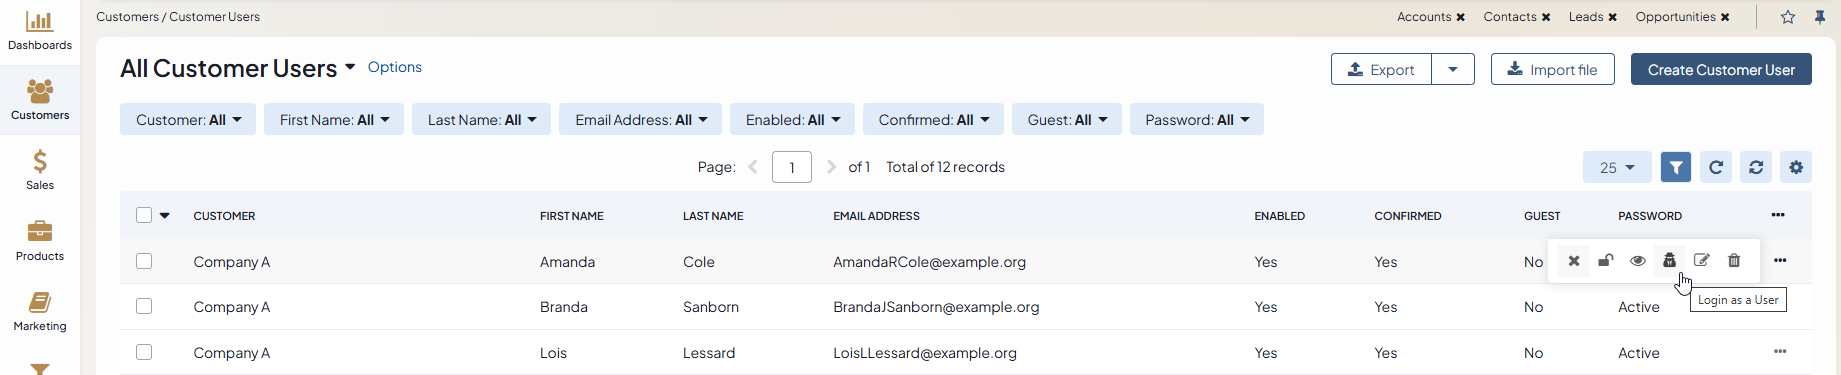 Customers / Customer Users
Accounts ✖ Contacts ✖ Leads ✖ Opportunities ✖
Dashboards
Customers
Sales
Products
Marketing
All Customer Users Options
Export Import file Create Customer User
Customer: All First Name: All Last Name: All Email Address: All Enabled: All Confirmed: All Guest: All Password: All
Page: 1 of 1 Total of 12 records 25
CUSTOMER FIRST NAME LAST NAME EMAIL ADDRESS ENABLED CONFIRMED GUEST PASSWORD
Company A Amanda Cole AmandaRCole@example.org Yes Yes No
Company A Branda Sanborn BrandaJSanborn@example.org Yes Yes No Active
Login as a User
Company A Lois Lessard LoisLLessard@example.org Yes Yes No Active